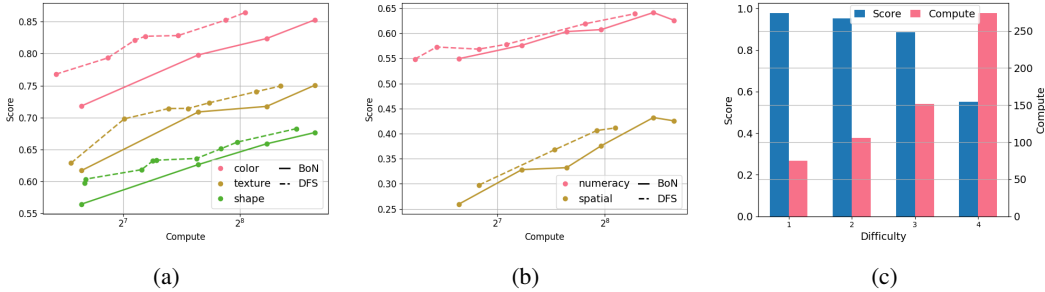 0.85
0.80
0.75
0.70
0.65
0.60
0.55
Score
color
texture
shape
BoN
DFS
2^7
2^8
Compute
(a)
0.65
0.60
0.55
0.50
0.45
0.40
0.35
0.30
0.25
Score
numeracy
spatial
BoN
DFS
2^7
2^8
Compute
(b)
1.0
0.8
0.6
0.4
0.2
0.0
Score
Score
Compute
250
200
150
100
50
0
Compute
1
2
3
4
Difficulty
(c)